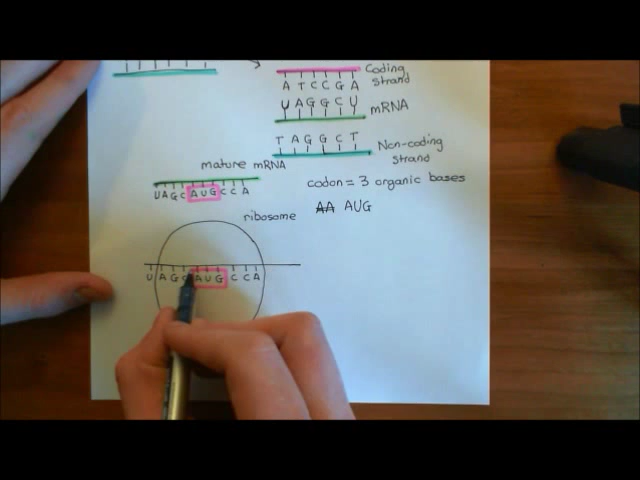 Coding
strand
A T C C G A
U A G G C U
mRNA
T A G G C T
Non-coding
strand
mature mRNA
U A G C A U G C C A
codon = 3 organic bases
AA AUG
ribosome
U A G C A U G C C A